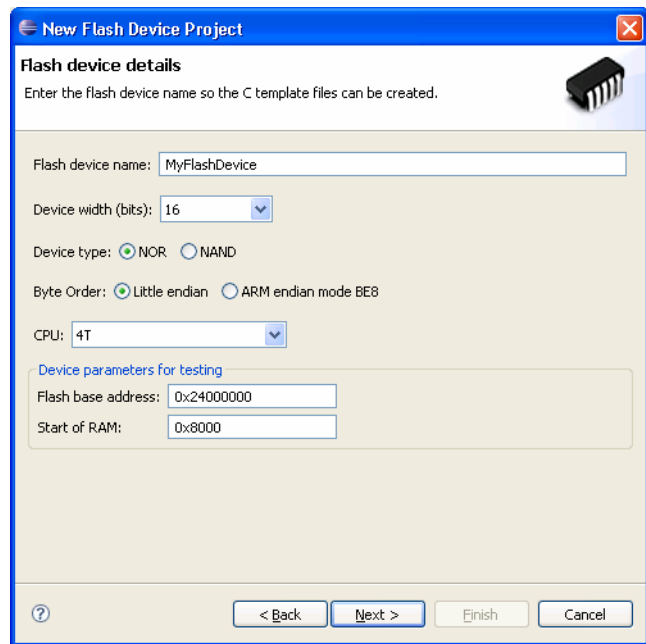 New Flash Device Project
Flash device details
Enter the flash device name so the C template files can be created.
Flash device name: MyFlashDevice
Device width (bits): 16
Device type: NOR NAND
Byte Order: Little endian ARM endian mode BE8
CPU: 4T
Device parameters for testing
Flash base address: 0x24000000
Start of RAM: 0x8000
? < Back Next > Finish Cancel